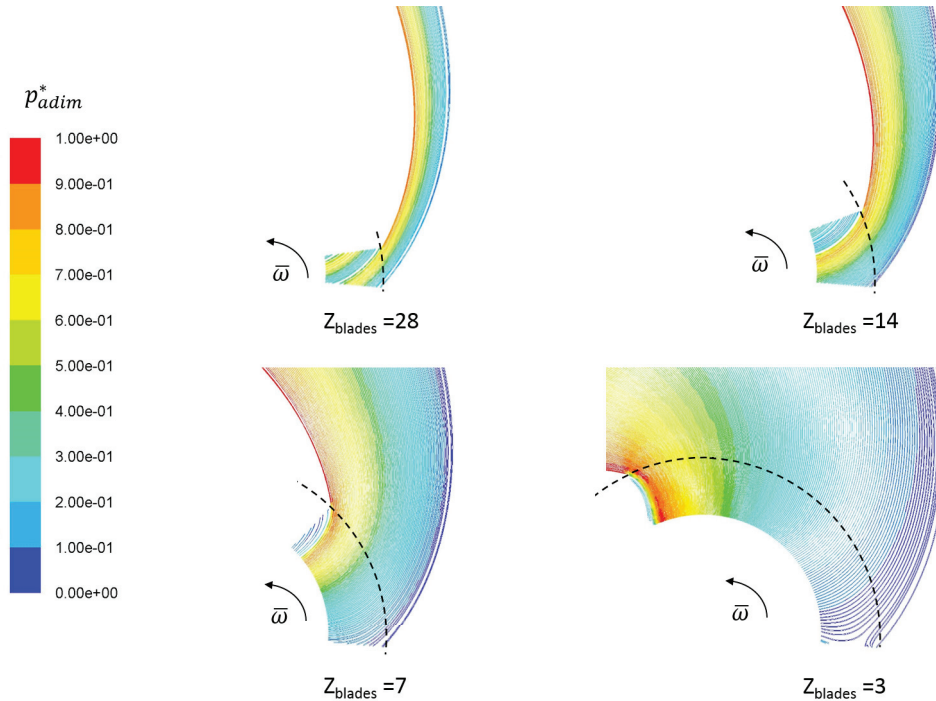 p*adim
1.00e+00
9.00e-01
8.00e-01
7.00e-01
6.00e-01
5.00e-01
4.00e-01
3.00e-01
2.00e-01
1.00e-01
0.00e+00
ω̅
Zblades =28
ω̅
Zblades =14
ω̅
Zblades =7
ω̅
Zblades =3